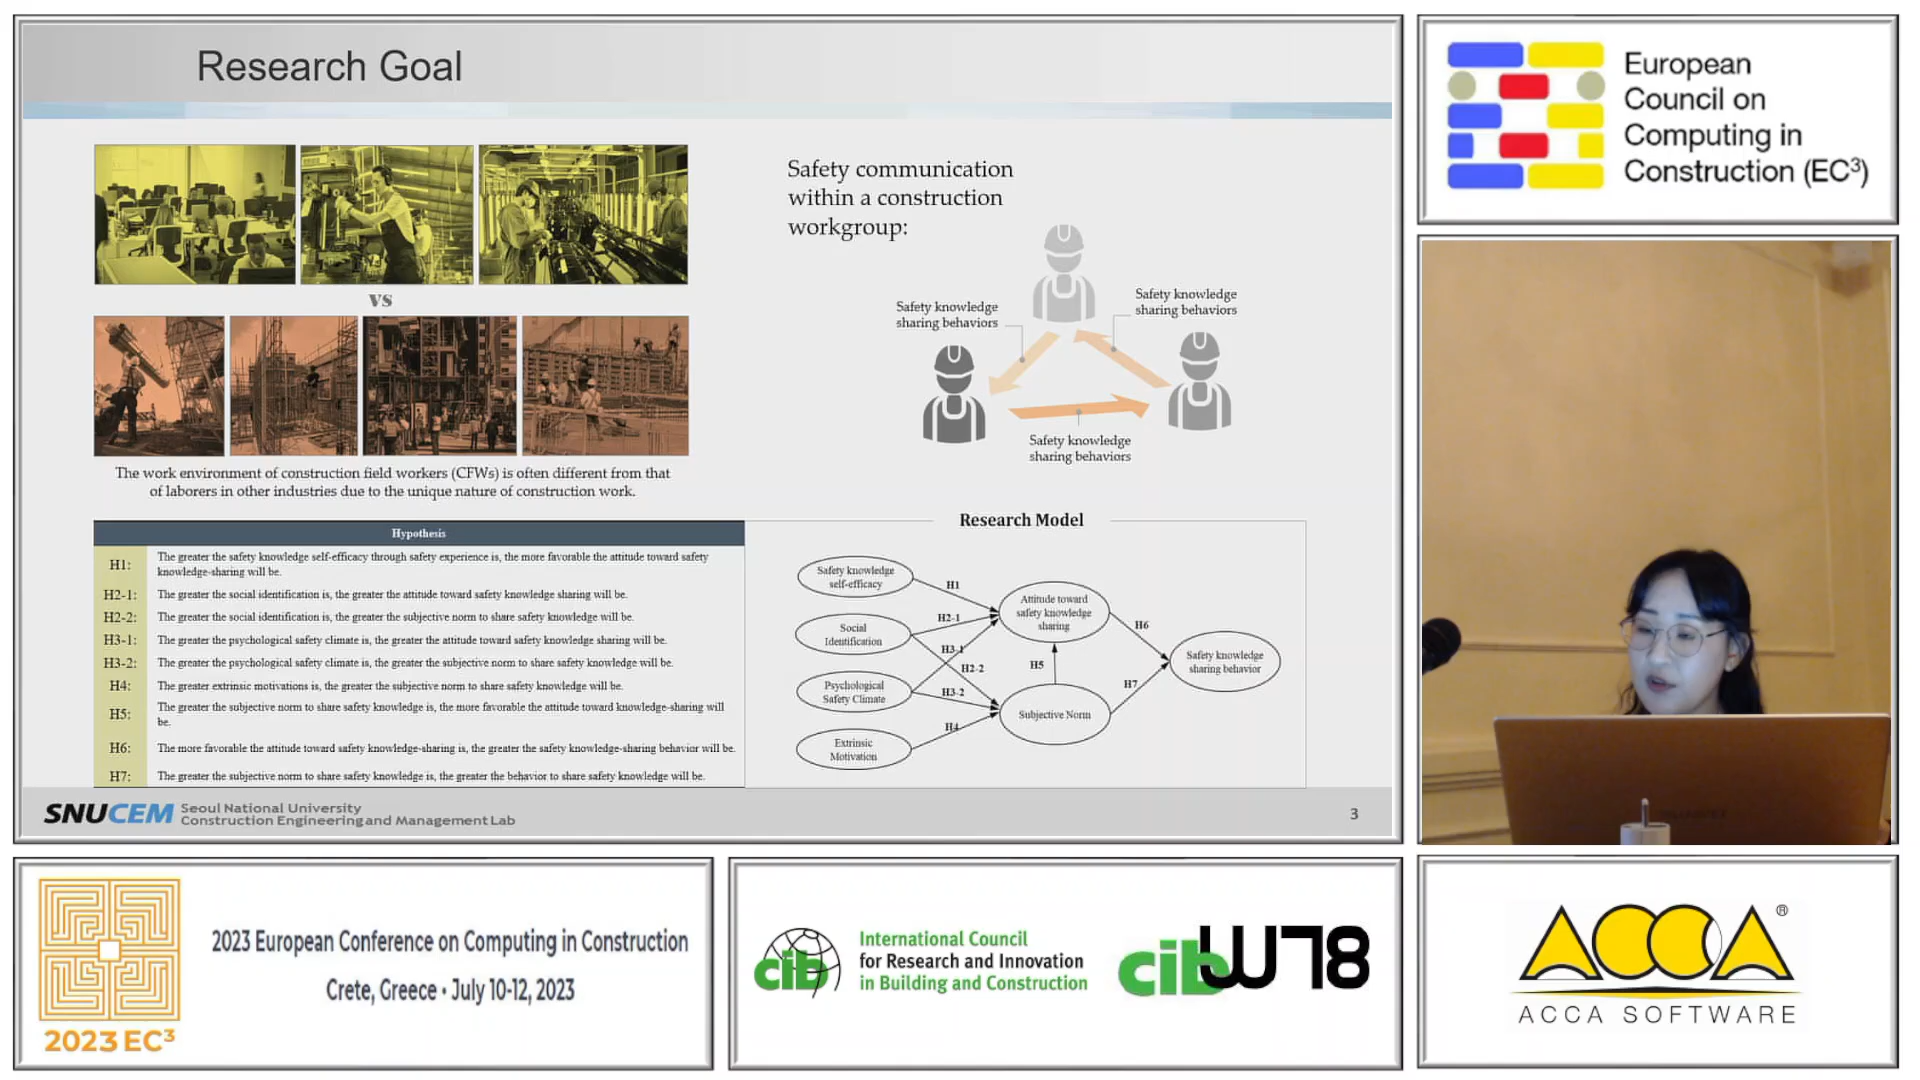 Research Goal
vs
The work environment of construction field workers (CFWs) is often different from that
of laborers in other industries due to the unique nature of construction work.
Safety communication
within a construction
workgroup:
Safety knowledge
sharing behaviors
Safety knowledge
sharing behaviors
Safety knowledge
sharing behaviors
Hypothesis
H1: The greater the safety knowledge self-efficacy through safety experience is, the more favorable the attitude toward safety
knowledge-sharing will be.
H2-1: The greater the social identification is, the greater the attitude toward safety knowledge sharing will be.
H2-2: The greater the social identification is, the greater the subjective norm to share safety knowledge will be.
H3-1: The greater the psychological safety climate is, the greater the attitude toward safety knowledge sharing will be.
H3-2: The greater the psychological safety climate is, the greater the subjective norm to share safety knowledge will be.
H4: The greater extrinsic motivations is, the greater the subjective norm to share safety knowledge will be.
H5: The greater the subjective norm to share safety knowledge is, the more favorable the attitude toward knowledge-sharing will
be.
H6: The more favorable the attitude toward safety knowledge-sharing is, the greater the safety knowledge-sharing behavior will be.
H7: The greater the subjective norm to share safety knowledge is, the greater the behavior to share safety knowledge will be.
Research Model
Safety knowledge
self-efficacy
Social
Identification
Psychological
Safety Climate
Extrinsic
Motivation
H1
H2-1
H3-1
H2-2
H3-2
H4
Attitude toward
safety knowledge
sharing
H5
Subjective Norm
H6
H7
Safety knowledge
sharing behavior
SNUCEM
Seoul National University
Construction Engineering and Management Lab
3
European
Council on
Computing in
Construction (EC³)
2023 EC³
2023 European Conference on Computing in Construction
Crete, Greece • July 10-12, 2023
cib
International Council
for Research and Innovation
in Building and Construction
cib W78
ACCA ®
ACCA SOFTWARE